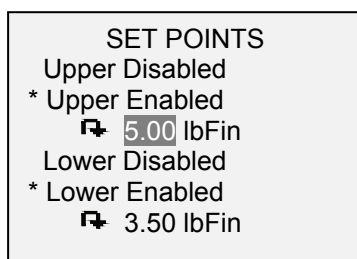 SET POINTS
Upper Disabled
* Upper Enabled
5.00 lbFin
Lower Disabled
* Lower Enabled
3.50 lbFin